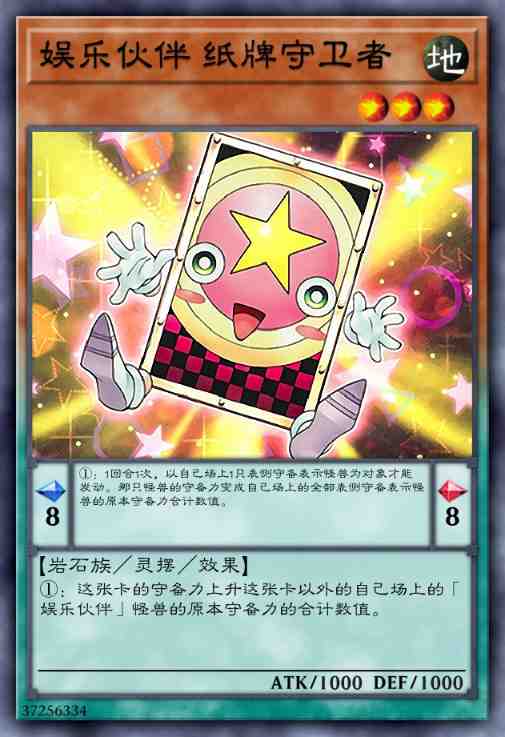 娱乐伙伴 纸牌守卫者
地
①：1回合1次，以自己场上1只表侧守备表示怪兽为对象才能
发动。那只怪兽的守备力变成自己场上的全部表侧守备表示怪
兽的原本守备力合计数值。
8
8
【岩石族／灵摆／效果】
①：这张卡的守备力上升这张卡以外的自己场上的「
娱乐伙伴」怪兽的原本守备力的合计数值。
ATK/1000 DEF/1000
37256334